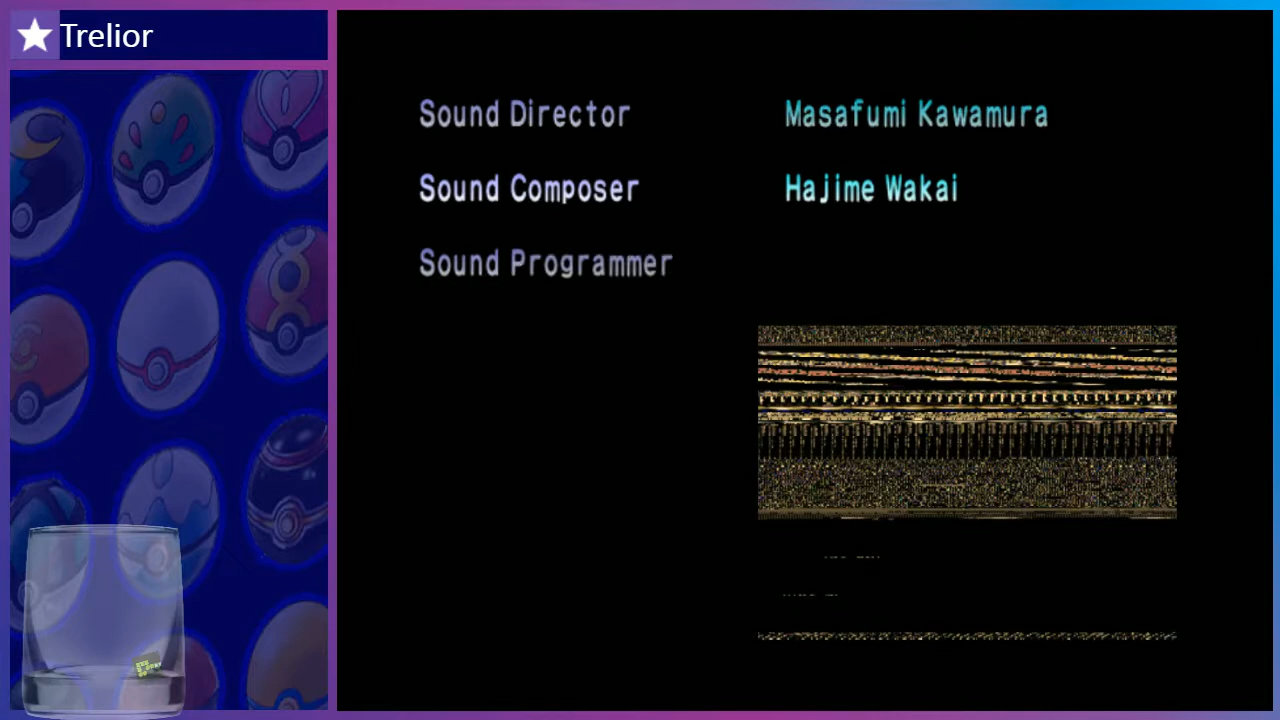 Trelior
Sound Director Masafumi Kawamura
Sound Composer Hajime Wakai
Sound Programmer